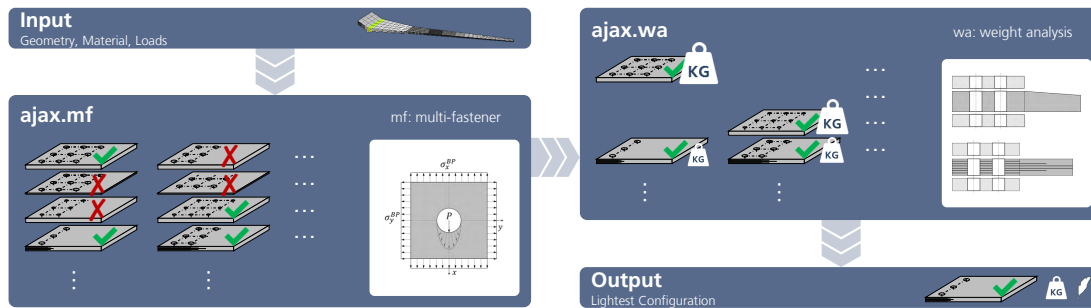 Input
Geometry, Material, Loads
ajax.mf
mf: multi-fastener
...
...
...
...
σ_x^BP
σ_y^BP
P
y
x
ajax.wa
wa: weight analysis
KG
KG
KG
KG
...
...
...
Output
Lightest Configuration
KG